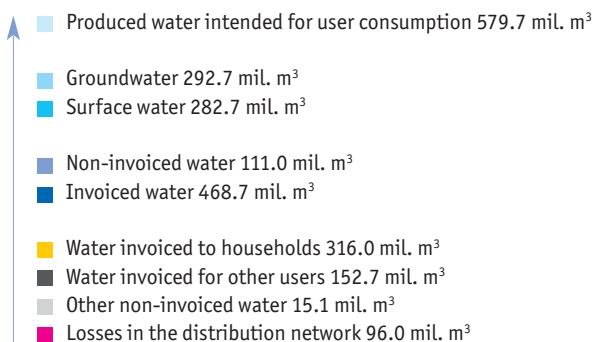 Produced water intended for user consumption 579.7 mil. m³
Groundwater 292.7 mil. m³
Surface water 282.7 mil. m³
Non-invoiced water 111.0 mil. m³
Invoiced water 468.7 mil. m³
Water invoiced to households 316.0 mil. m³
Water invoiced for other users 152.7 mil. m³
Other non-invoiced water 15.1 mil. m³
Losses in the distribution network 96.0 mil. m³